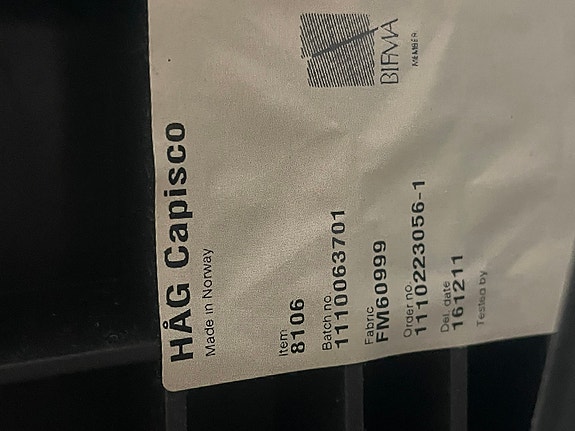 HÅG Capisco
Made in Norway
Item
8106
Batch no.
1110063701
Fabric
FM60999
Order no.
1110223056-1
Del. date
161211
Tested by
BIFMA
MEMBER